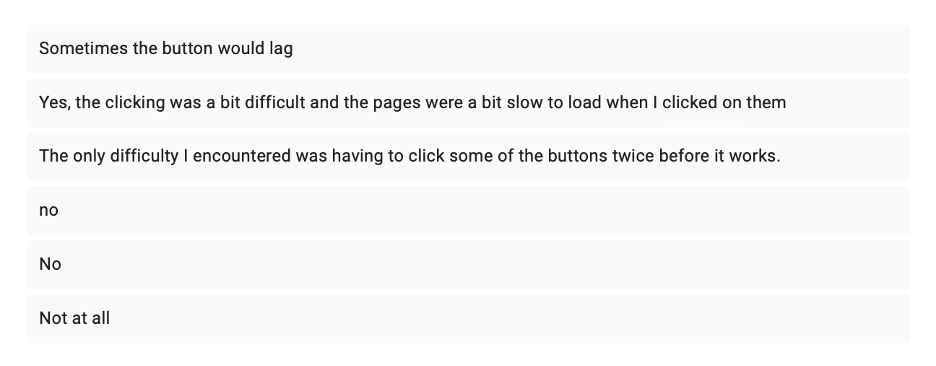 Sometimes the button would lag
Yes, the clicking was a bit difficult and the pages were a bit slow to load when I clicked on them
The only difficulty I encountered was having to click some of the buttons twice before it works.
no
No
Not at all